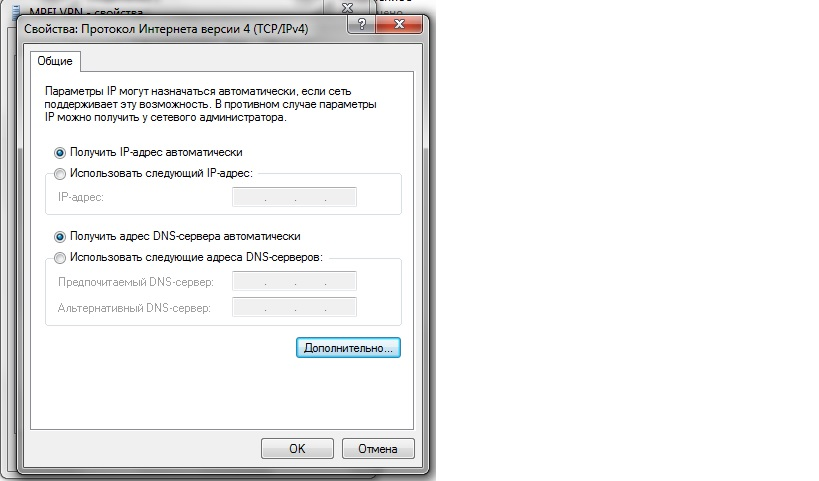 MPEI VPN - свойства
Свойства: Протокол Интернета версии 4 (TCP/IPv4)
Общие
Параметры IP могут назначаться автоматически, если сеть
поддерживает эту возможность. В противном случае параметры
IP можно получить у сетевого администратора.
Получить IP-адрес автоматически
Использовать следующий IP-адрес:
IP-адрес:
Получить адрес DNS-сервера автоматически
Использовать следующие адреса DNS-серверов:
Предпочитаемый DNS-сервер:
Альтернативный DNS-сервер:
Дополнительно...
OK
Отмена